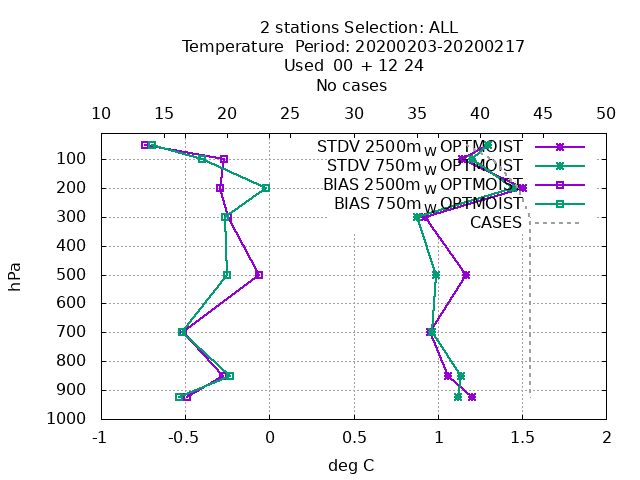 2 stations Selection: ALL
Temperature  Period: 20200203-20200217
Used  00 + 12 24
No cases
10 15 20 25 30 35 40 45 50
STDV 2500m_W OPTMOIST
STDV 750m_W OPTMOIST
BIAS 2500m_W OPTMOIST
BIAS 750m_W OPTMOIST
CASES
100
200
300
400
500
600
700
800
900
1000
hPa
-1 -0.5 0 0.5 1 1.5 2
deg C